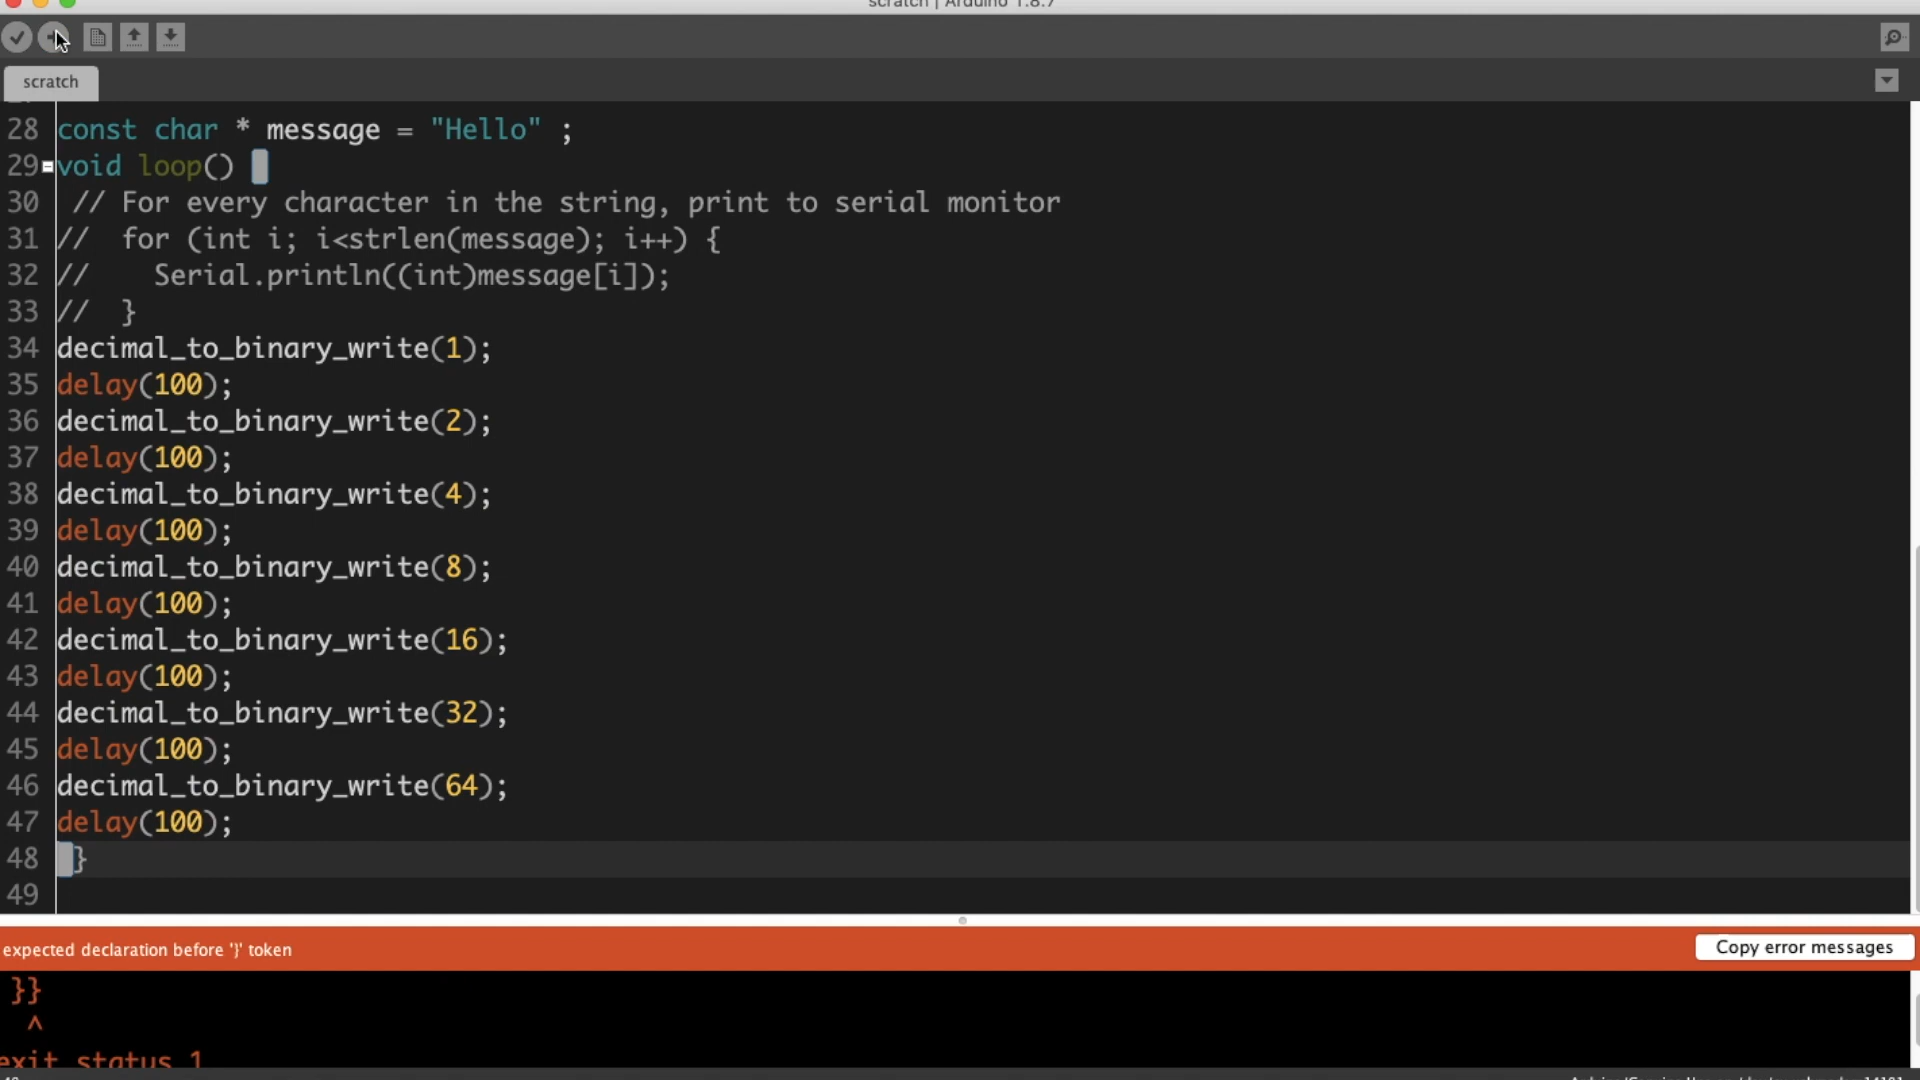 scratch | Arduino 1.8.7
scratch
28 const char * message = "Hello" ;
29 void loop()
30 // For every character in the string, print to serial monitor
31 // for (int i; i<strlen(message); i++) {
32 // Serial.println((int)message[i]);
33 // }
34 decimal_to_binary_write(1);
35 delay(100);
36 decimal_to_binary_write(2);
37 delay(100);
38 decimal_to_binary_write(4);
39 delay(100);
40 decimal_to_binary_write(8);
41 delay(100);
42 decimal_to_binary_write(16);
43 delay(100);
44 decimal_to_binary_write(32);
45 delay(100);
46 decimal_to_binary_write(64);
47 delay(100);
48 }
49
expected declaration before '}' token
Copy error messages
}}
^
exit status 1